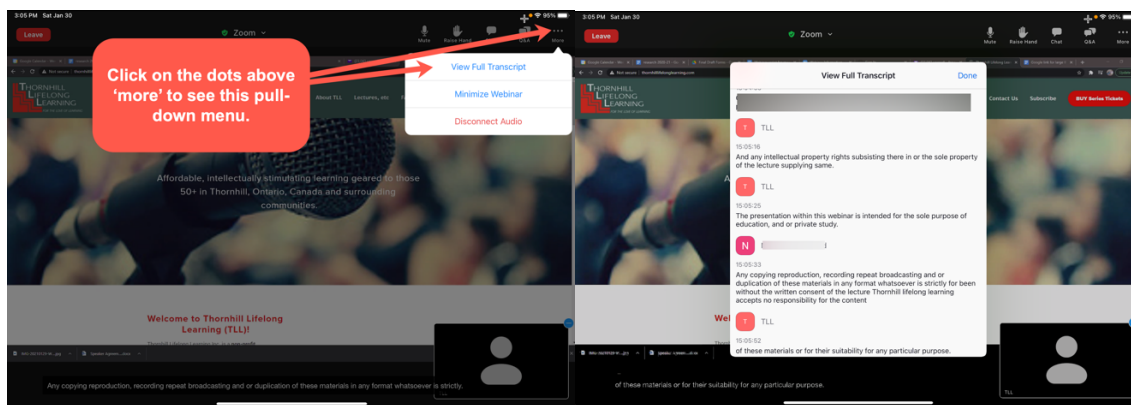 3:05 PM Sat Jan 30
95%
Leave
Zoom
Mute
Raise Hand
Q&A
More
Click on the dots above
‘more’ to see this pull-
down menu.
View Full Transcript
Minimize Webinar
Disconnect Audio
THORNHILL
LIFELONG
LEARNING
About TLL
Lectures, etc
Affordable, intellectually stimulating learning geared to those
50+ in Thornhill, Ontario, Canada and surrounding
communities.
Welcome to Thornhill Lifelong
Learning (TLL)!
Any copying reproduction, recording repeat broadcasting and or duplication of these materials in any format whatsoever is strictly.
3:05 PM Sat Jan 30
95%
Leave
Zoom
Mute
Raise Hand
Chat
Q&A
More
THORNHILL
LIFELONG
LEARNING
Contact Us
Subscribe
BUY Series Tickets
View Full Transcript
Done
T
TLL
15:05:16
And any intellectual property rights subsisting there in or the sole property
of the lecture supplying same.
T
TLL
15:05:25
The presentation within this webinar is intended for the sole purpose of
education, and or private study.
N
15:05:33
Any copying reproduction, recording repeat broadcasting and or
duplication of these materials in any format whatsoever is strictly for been
without the written consent of the lecture Thornhill lifelong learning
accepts no responsibility for the content
T
TLL
15:05:52
of these materials or for their suitability for any particular purpose.
Wel
of these materials or for their suitability for any particular purpose.
TLL